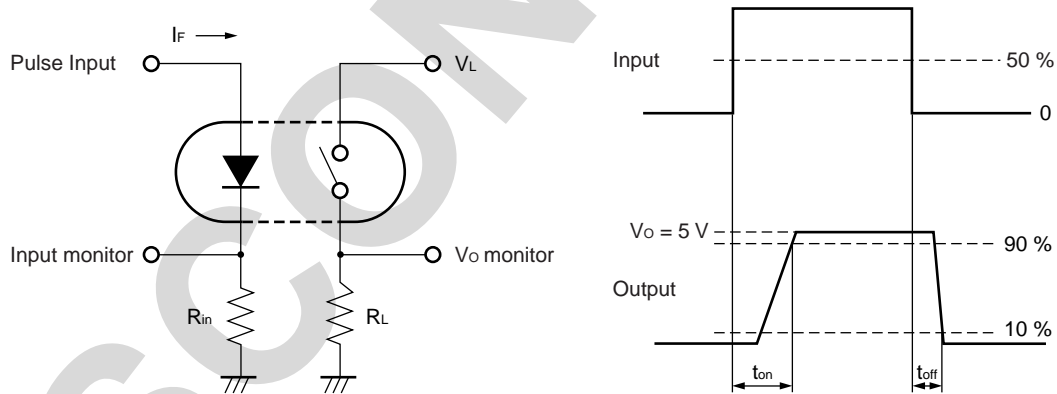 IF
Pulse Input
VL
Input monitor
VO monitor
Rin
RL
Input
50 %
0
VO = 5 V
90 %
Output
10 %
ton
toff
SCON